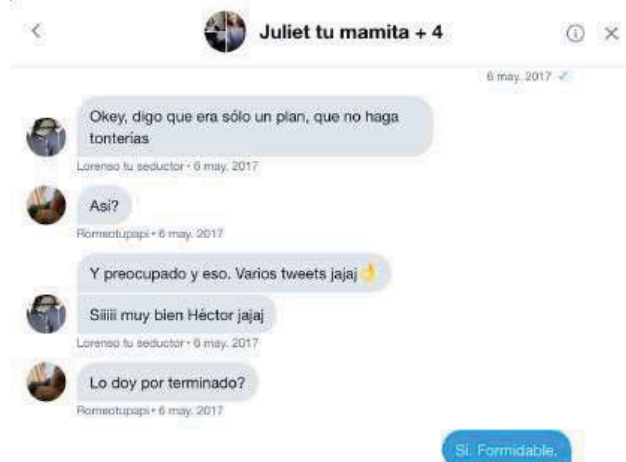 Juliet tu mamita + 4
6 may. 2017
Okey, digo que era sólo un plan, que no haga
tonterías
Lorenso tu seductor • 6 may. 2017
Así?
Romeotupapi • 6 may. 2017
Y preocupado y eso. Varios tweets jajaj👌
Siiiii muy bien Héctor jajaj
Lorenso tu seductor • 6 may. 2017
Lo doy por terminado?
Romeotupapi • 6 may. 2017
Sí. Formidable.